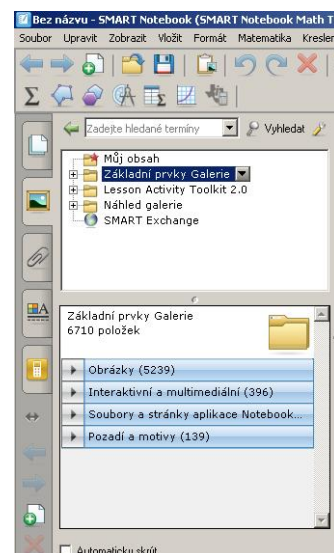 Bez názvu - SMART Notebook (SMART Notebook Math T
Soubor Upravit Zobrazit Vložit Formát Matematika Kresler
Zadejte hledané termíny Vyhledat
Můj obsah
Základní prvky Galerie
Lesson Activity Toolkit 2.0
Náhled galerie
SMART Exchange
Základní prvky Galerie
6710 položek
Obrázky (5239)
Interaktivní a multimediální (396)
Soubory a stránky aplikace Notebook...
Pozadí a motivy (139)
Automaticky skrýt